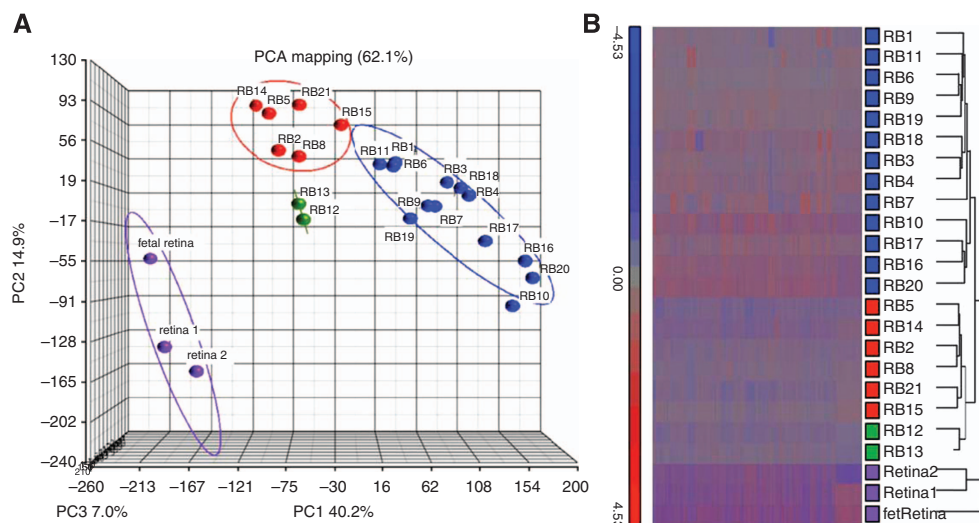 A
PCA mapping (62.1%)
130
93
56
19
−17
−55
−91
−128
−165
−202
−240
PC2 14.9%
RB14
RB5
RB21
RB15
RB2
RB8
RB11
RB1
RB6
RB3
RB18
RB4
RB13
RB12
RB9
RB7
RB19
RB17
RB16
RB20
RB10
fetal retina
retina 1
retina 2
−260
−213
−167
−121
−75
−30
16
62
108
154
200
PC3 7.0%
PC1 40.2%
B
−4.53
0.00
RB1
RB11
RB6
RB9
RB19
RB18
RB3
RB4
RB7
RB10
RB17
RB16
RB20
RB5
RB14
RB2
RB8
RB21
RB15
RB12
RB13
Retina2
Retina1
fetRetina